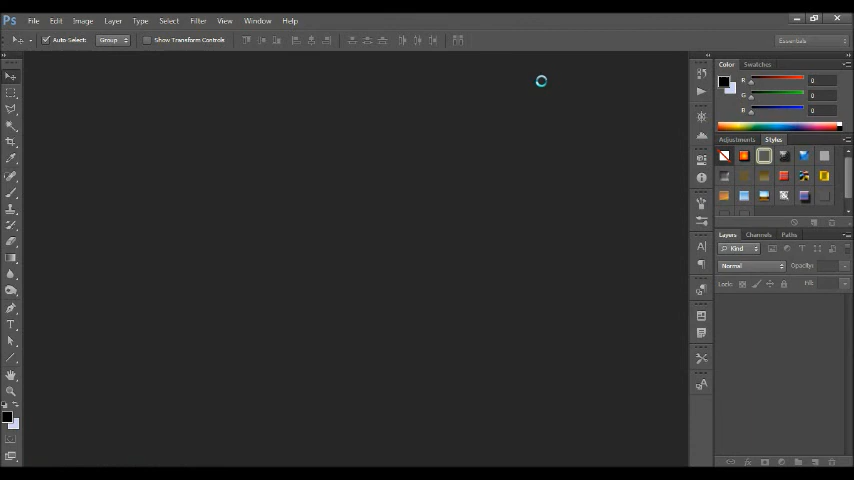 Ps File Edit Image Layer Type Select Filter View Window Help
Auto-Select: Group Show Transform Controls Essentials
Color Swatches
R 0
G 0
B 0
Adjustments Styles
Layers Channels Paths
Kind T
Normal Opacity:
Lock: Fill: